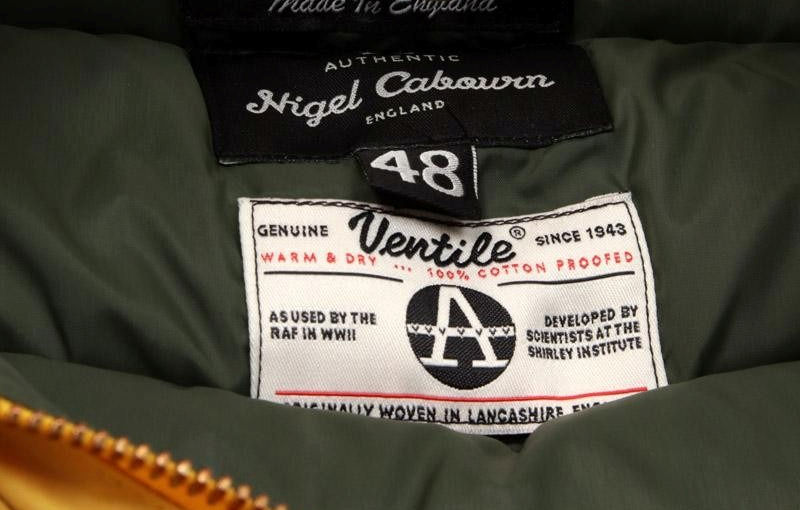 Made In England
AUTHENTIC
Nigel Cabourn
ENGLAND
48
GENUINE Ventile® SINCE 1943
WARM & DRY ... 100% COTTON PROOFED
AS USED BY THE
RAF IN WWII
A
DEVELOPED BY
SCIENTISTS AT THE
SHIRLEY INSTITUTE
ORIGINALLY WOVEN IN LANCASHIRE